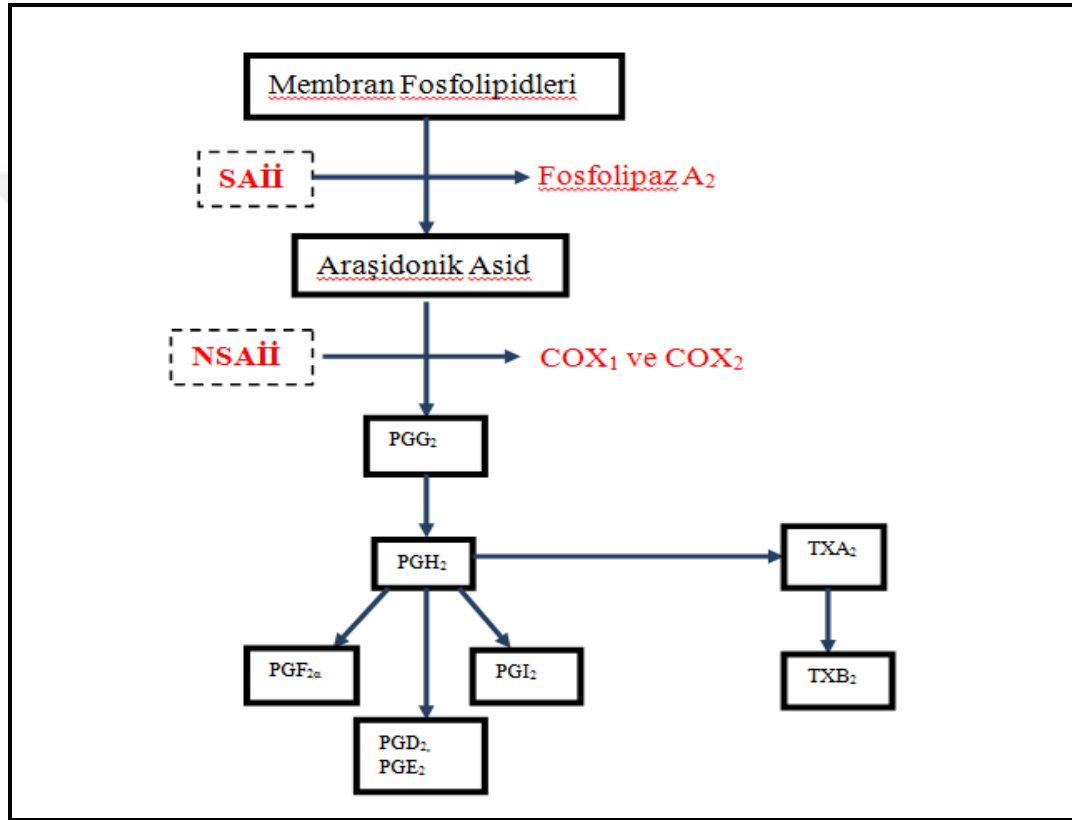 Membran Fosfolipidleri
SAİİ
Fosfolipaz A₂
Araşidonik Asid
NSAİİ
COX₁ ve COX₂
PGG₂
PGH₂
TXA₂
PGF₂α
PGI₂
TXB₂
PGD₂,
PGE₂